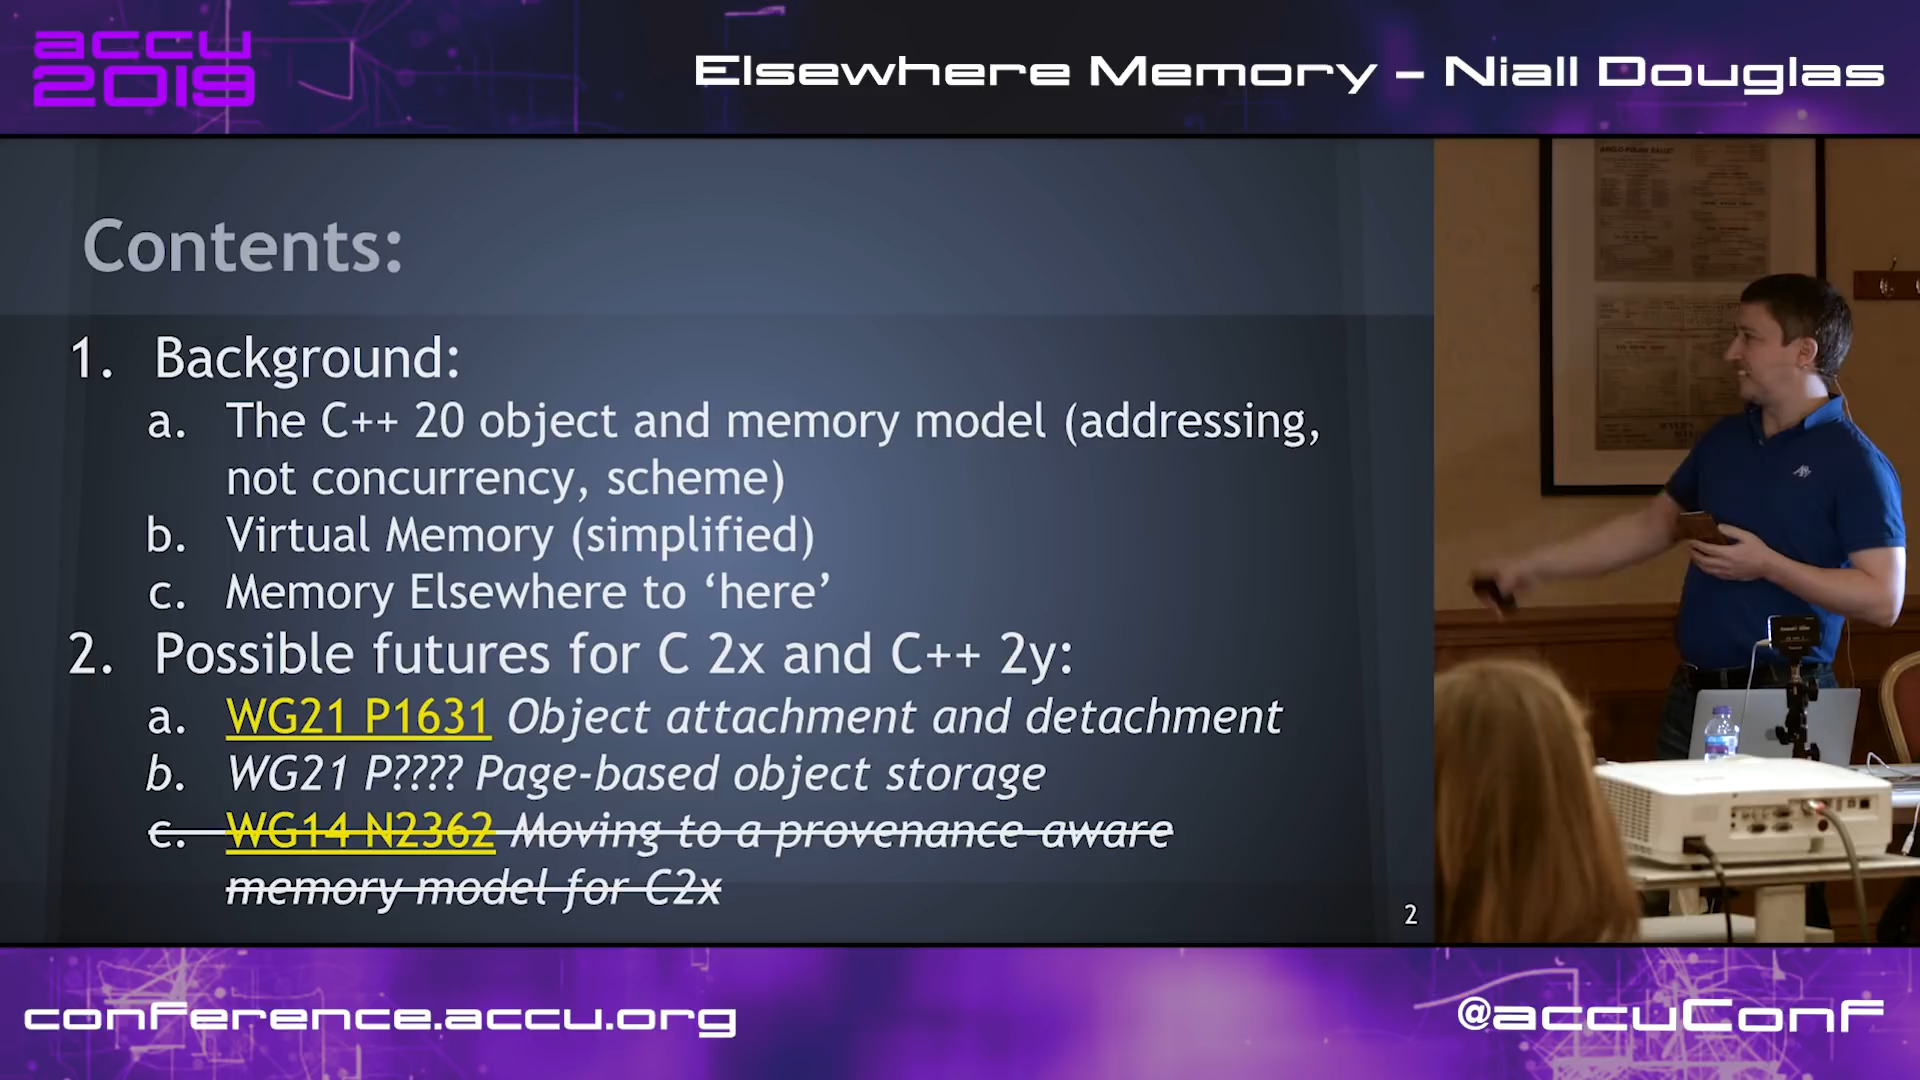 accu
2019
Elsewhere Memory – Niall Douglas
Contents:
1. Background:
a. The C++ 20 object and memory model (addressing,
not concurrency, scheme)
b. Virtual Memory (simplified)
c. Memory Elsewhere to ‘here’
2. Possible futures for C 2x and C++ 2y:
a. WG21 P1631 Object attachment and detachment
b. WG21 P???? Page-based object storage
c. WG14 N2362 Moving to a provenance-aware
memory model for C2x
2
conference.accu.org
@accuConf